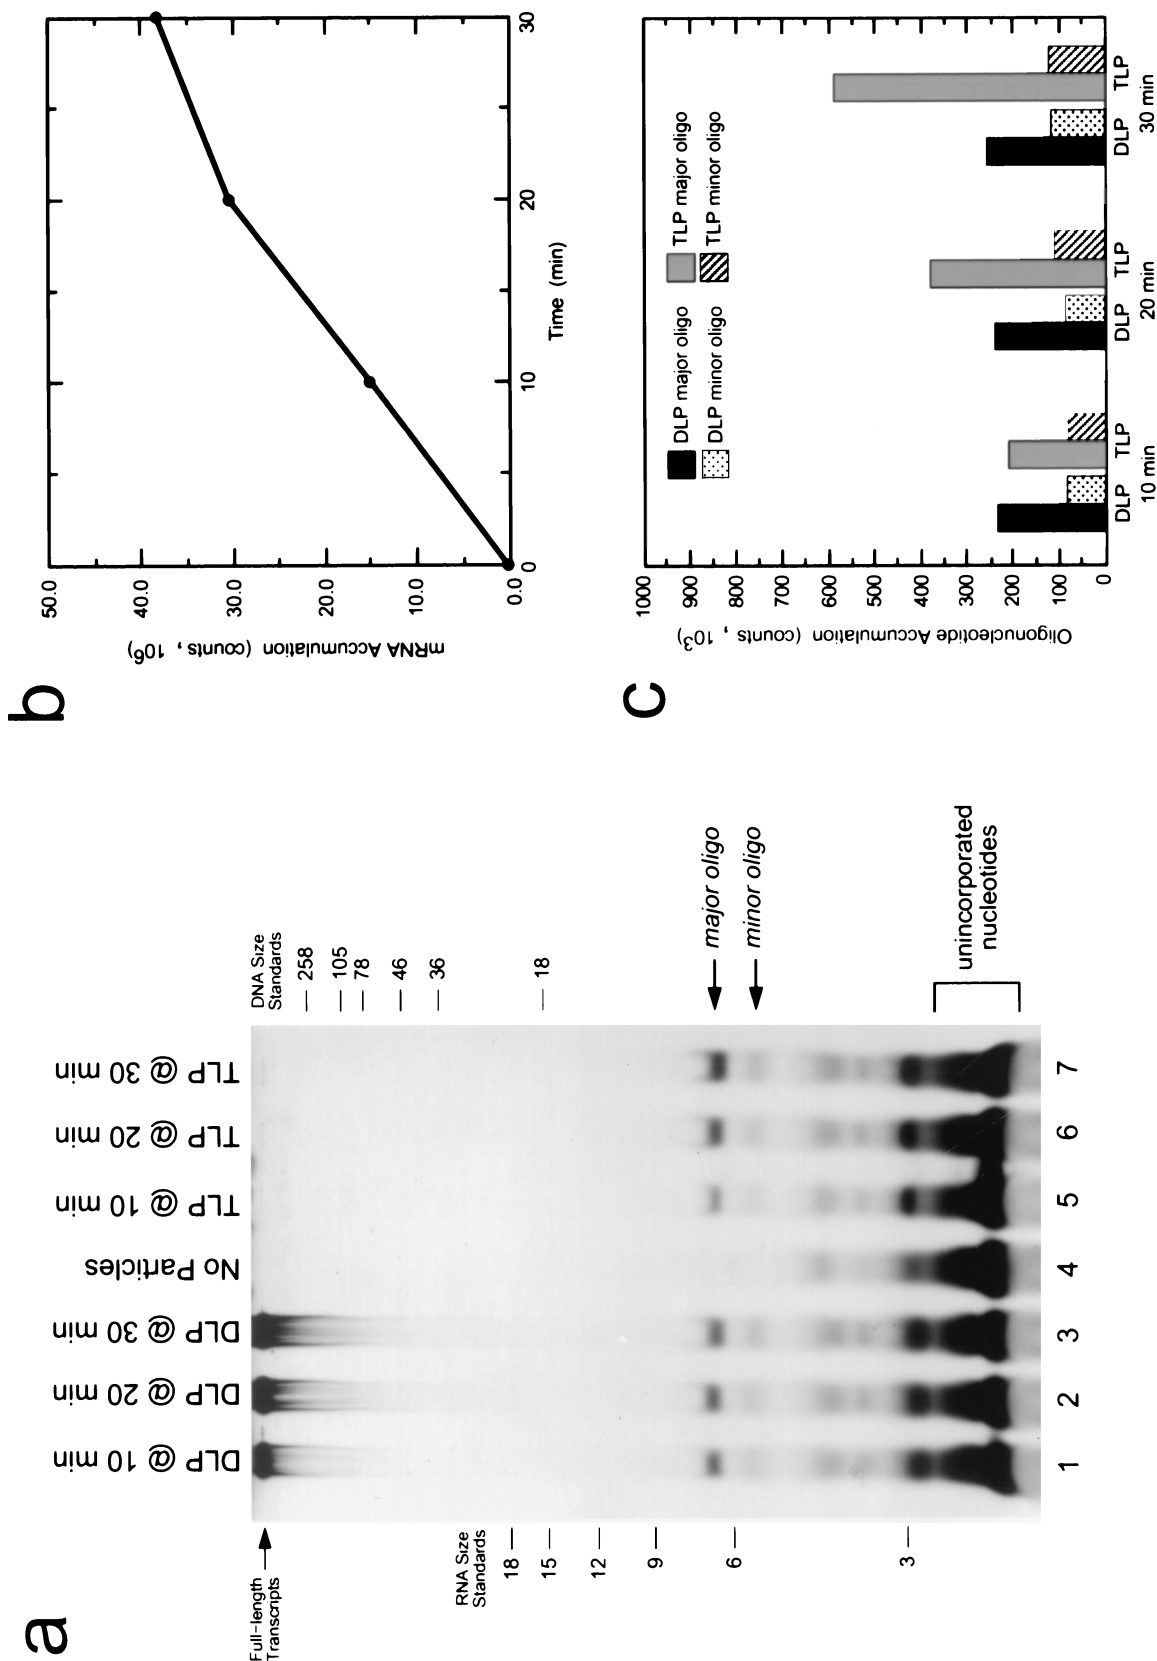 a
DLP @ 10 min
DLP @ 20 min
DLP @ 30 min
No Particles
TLP @ 10 min
TLP @ 20 min
TLP @ 30 min
Full-length
Transcripts
RNA Size
Standards
18
15
12
9
6
3
DNA Size
Standards
258
105
78
46
36
18
major oligo
minor oligo
unincorporated
nucleotides
1
2
3
4
5
6
7
b
mRNA Accumulation (counts , 10⁶)
50.0
40.0
30.0
20.0
10.0
0.0
0
10
20
30
Time (min)
c
Oligonucleotide Accumulation (counts , 10³)
1000
900
800
700
600
500
400
300
200
100
0
DLP major oligo
TLP major oligo
DLP minor oligo
TLP minor oligo
DLP
TLP
DLP
TLP
DLP
TLP
10 min
20 min
30 min